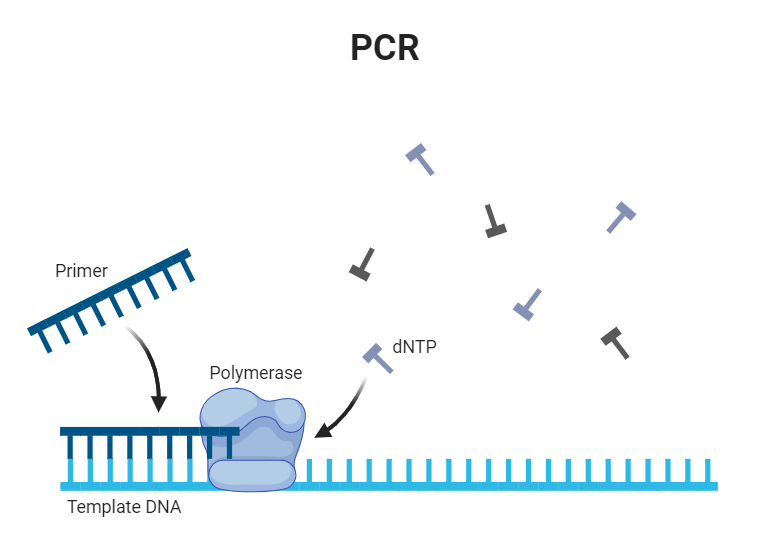 PCR
Primer
dNTP
Polymerase
Template DNA